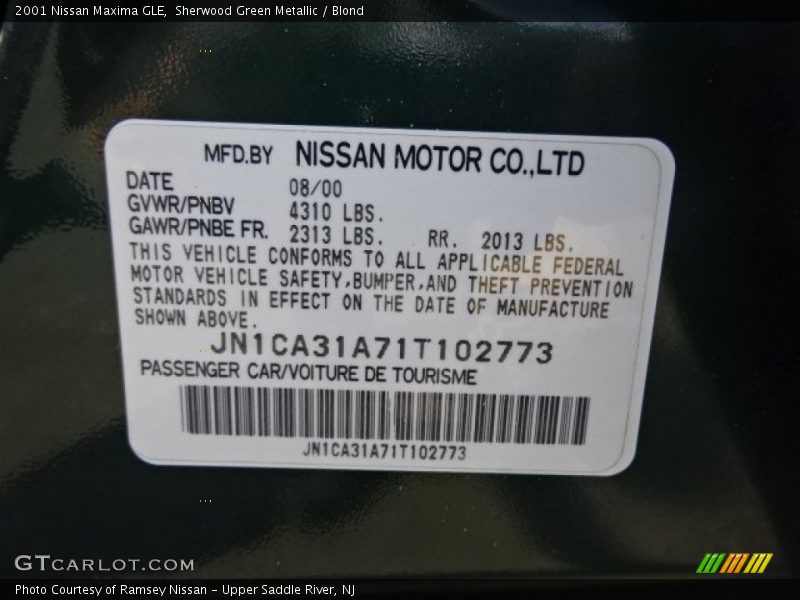 2001 Nissan Maxima GLE,  Sherwood Green Metallic / Blond
MFD.BY NISSAN MOTOR CO.,LTD
DATE 08/00
GVWR/PNBV 4310 LBS.
GAWR/PNBE FR. 2313 LBS. RR. 2013 LBS.
THIS VEHICLE CONFORMS TO ALL APPLICABLE FEDERAL
MOTOR VEHICLE SAFETY,BUMPER,AND THEFT PREVENTION
STANDARDS IN EFFECT ON THE DATE OF MANUFACTURE
SHOWN ABOVE.
JN1CA31A71T102773
PASSENGER CAR/VOITURE DE TOURISME
JN1CA31A71T102773
GTCARLOT.COM
Photo Courtesy of Ramsey Nissan - Upper Saddle River, NJ